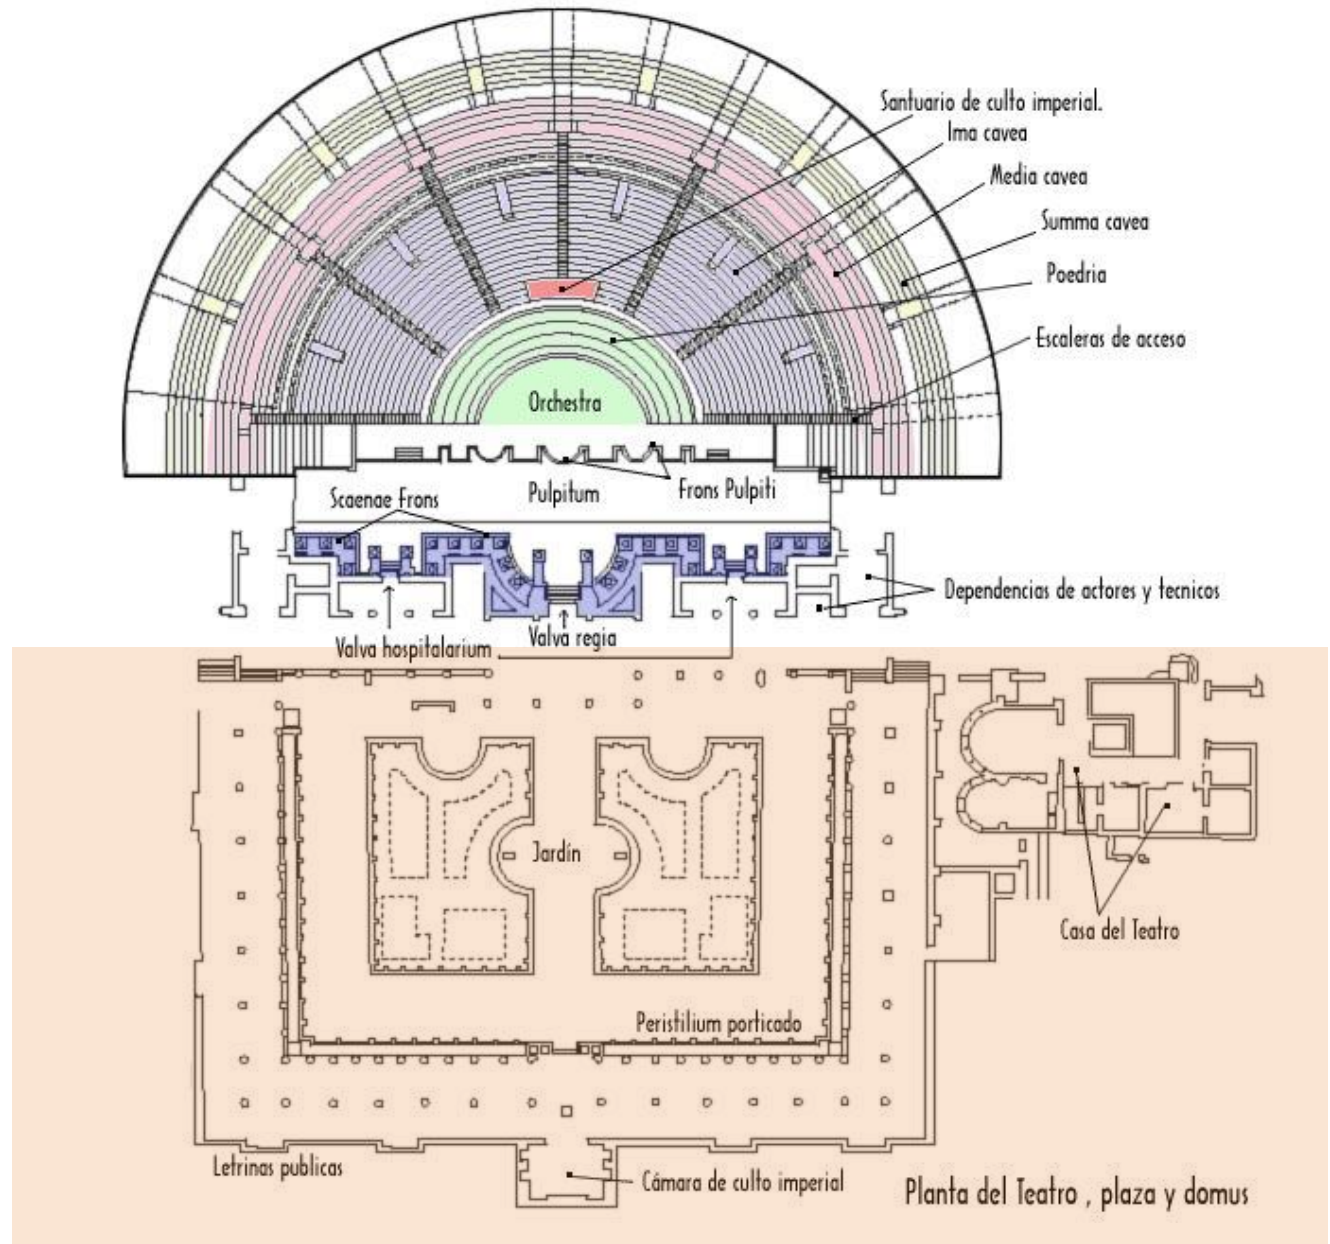 Santuario de culto imperial.
Ima cavea
Media cavea
Summa cavea
Poedria
Escaleras de acceso
Orchestra
Scaenae Frons
Pulpitum
Frons Pulpiti
Dependencias de actores y tecnicos
Valva hospitalarium
Valva regia
Jardín
Casa del Teatro
Peristilium porticado
Letrinas publicas
Cámara de culto imperial
Planta del Teatro , plaza y domus